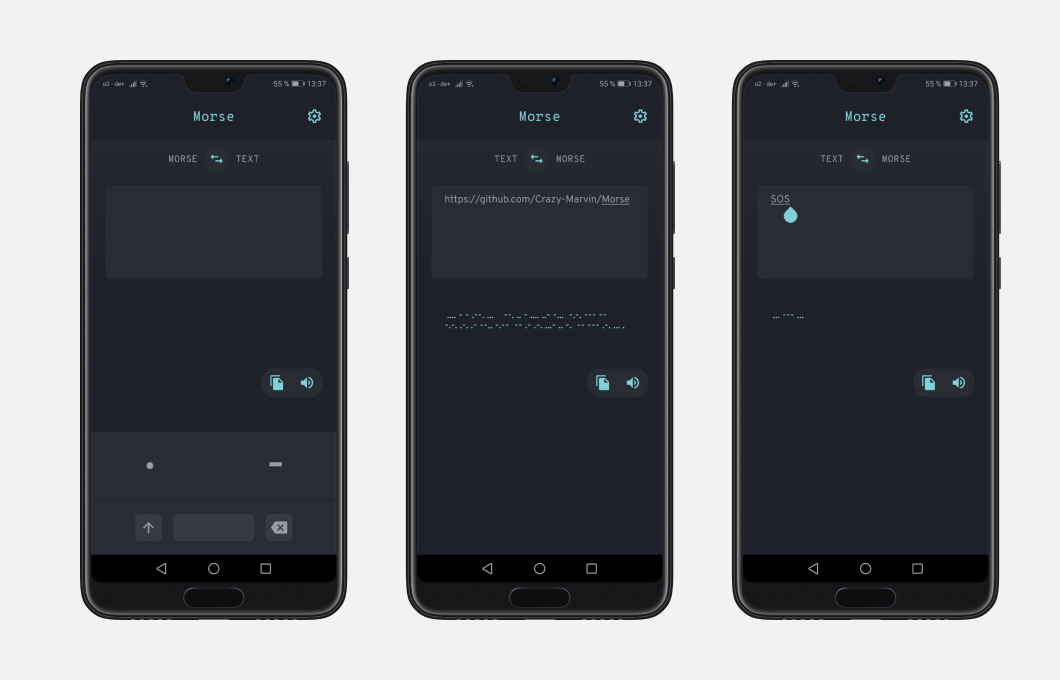 o2 - de+ 55 % 13:37
Morse
MORSE TEXT
o2 - de+ 55 % 13:37
Morse
TEXT MORSE
https://github.com/Crazy-Marvin/Morse
.... - - .--. ... --. .. - .... ..- -... -.-. --- --
-.-. .-. .- --.. -.-- -- .- .-. ...- .. -. -- --- .-. ... .
o2 - de+ 55 % 13:37
Morse
TEXT MORSE
SOS
... --- ...